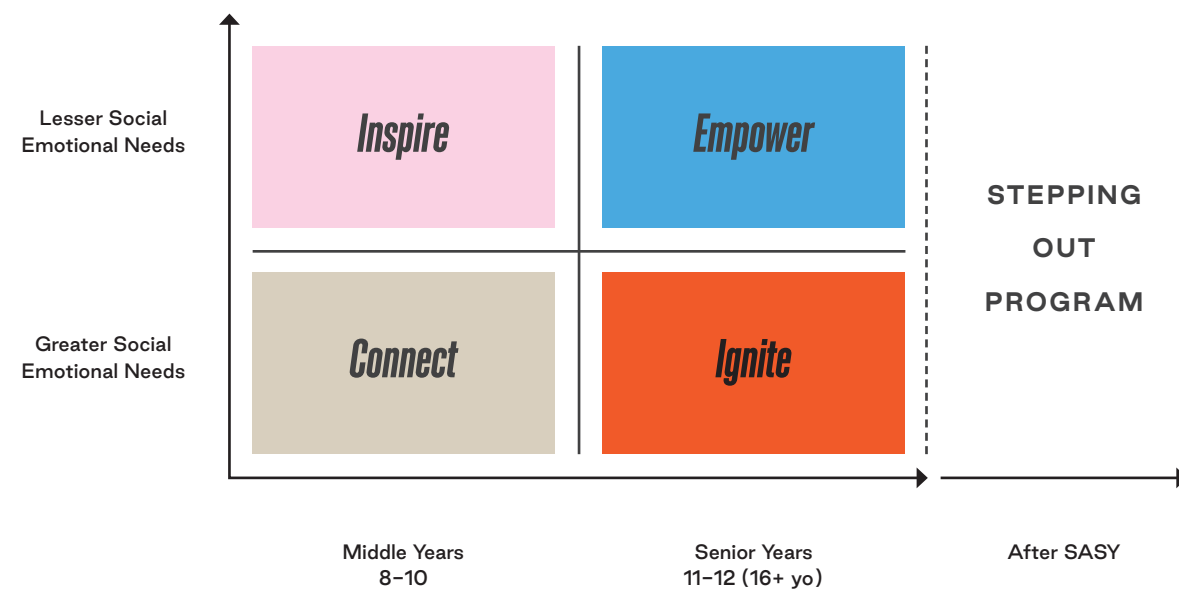 Lesser Social
Emotional Needs
Inspire
Empower
Greater Social
Emotional Needs
Connect
Ignite
STEPPING
OUT
PROGRAM
Middle Years
8–10
Senior Years
11–12 (16+ yo)
After SASY